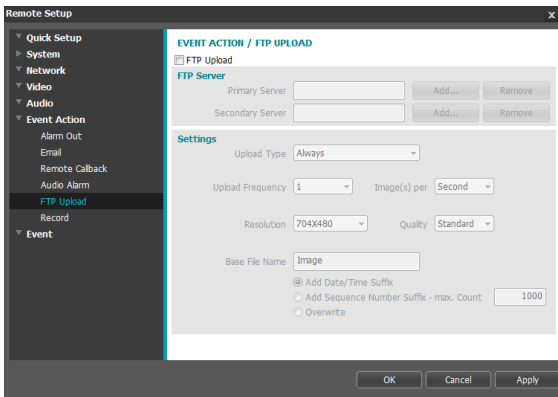 Remote Setup x
Quick Setup
System
Network
Video
Audio
Event Action
Alarm Out
Email
Remote Callback
Audio Alarm
FTP Upload
Record
Event
EVENT ACTION / FTP UPLOAD
FTP Upload
FTP Server
Primary Server Add... Remove
Secondary Server Add... Remove
Settings
Upload Type Always
Upload Frequency 1 Image(s) per Second
Resolution 704X480 Quality Standard
Base File Name Image
Add Date/Time Suffix
Add Sequence Number Suffix - max. Count 1000
Overwrite
OK Cancel Apply